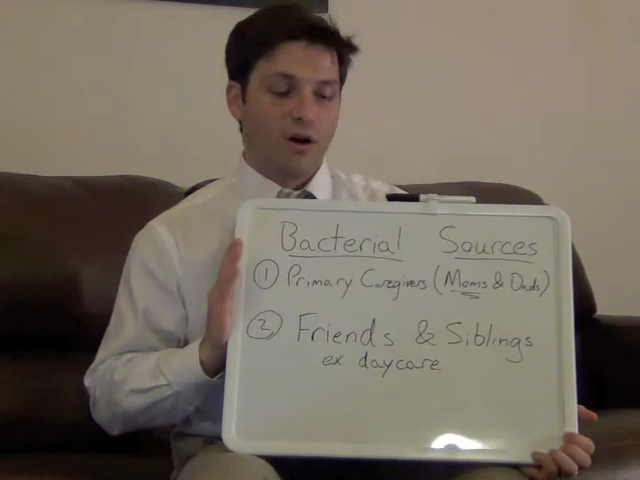 Bacterial Sources
1 Primary Caregivers (Moms & Dads)
2. Friends & Siblings
ex daycare